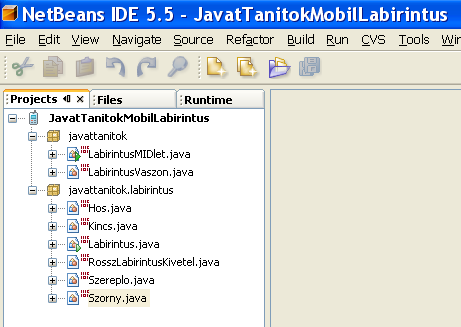 NetBeans IDE 5.5 - JavatTanitokMobilLabirintus
File Edit View Navigate Source Refactor Build Run CVS Tools Win
Projects Files Runtime
JavatTanitokMobilLabirintus
javattanitok
LabirintusMIDlet.java
LabirintusVaszon.java
javattanitok.labirintus
Hos.java
Kincs.java
Labirintus.java
RosszLabirintusKivetel.java
Szereplo.java
Szorny.java